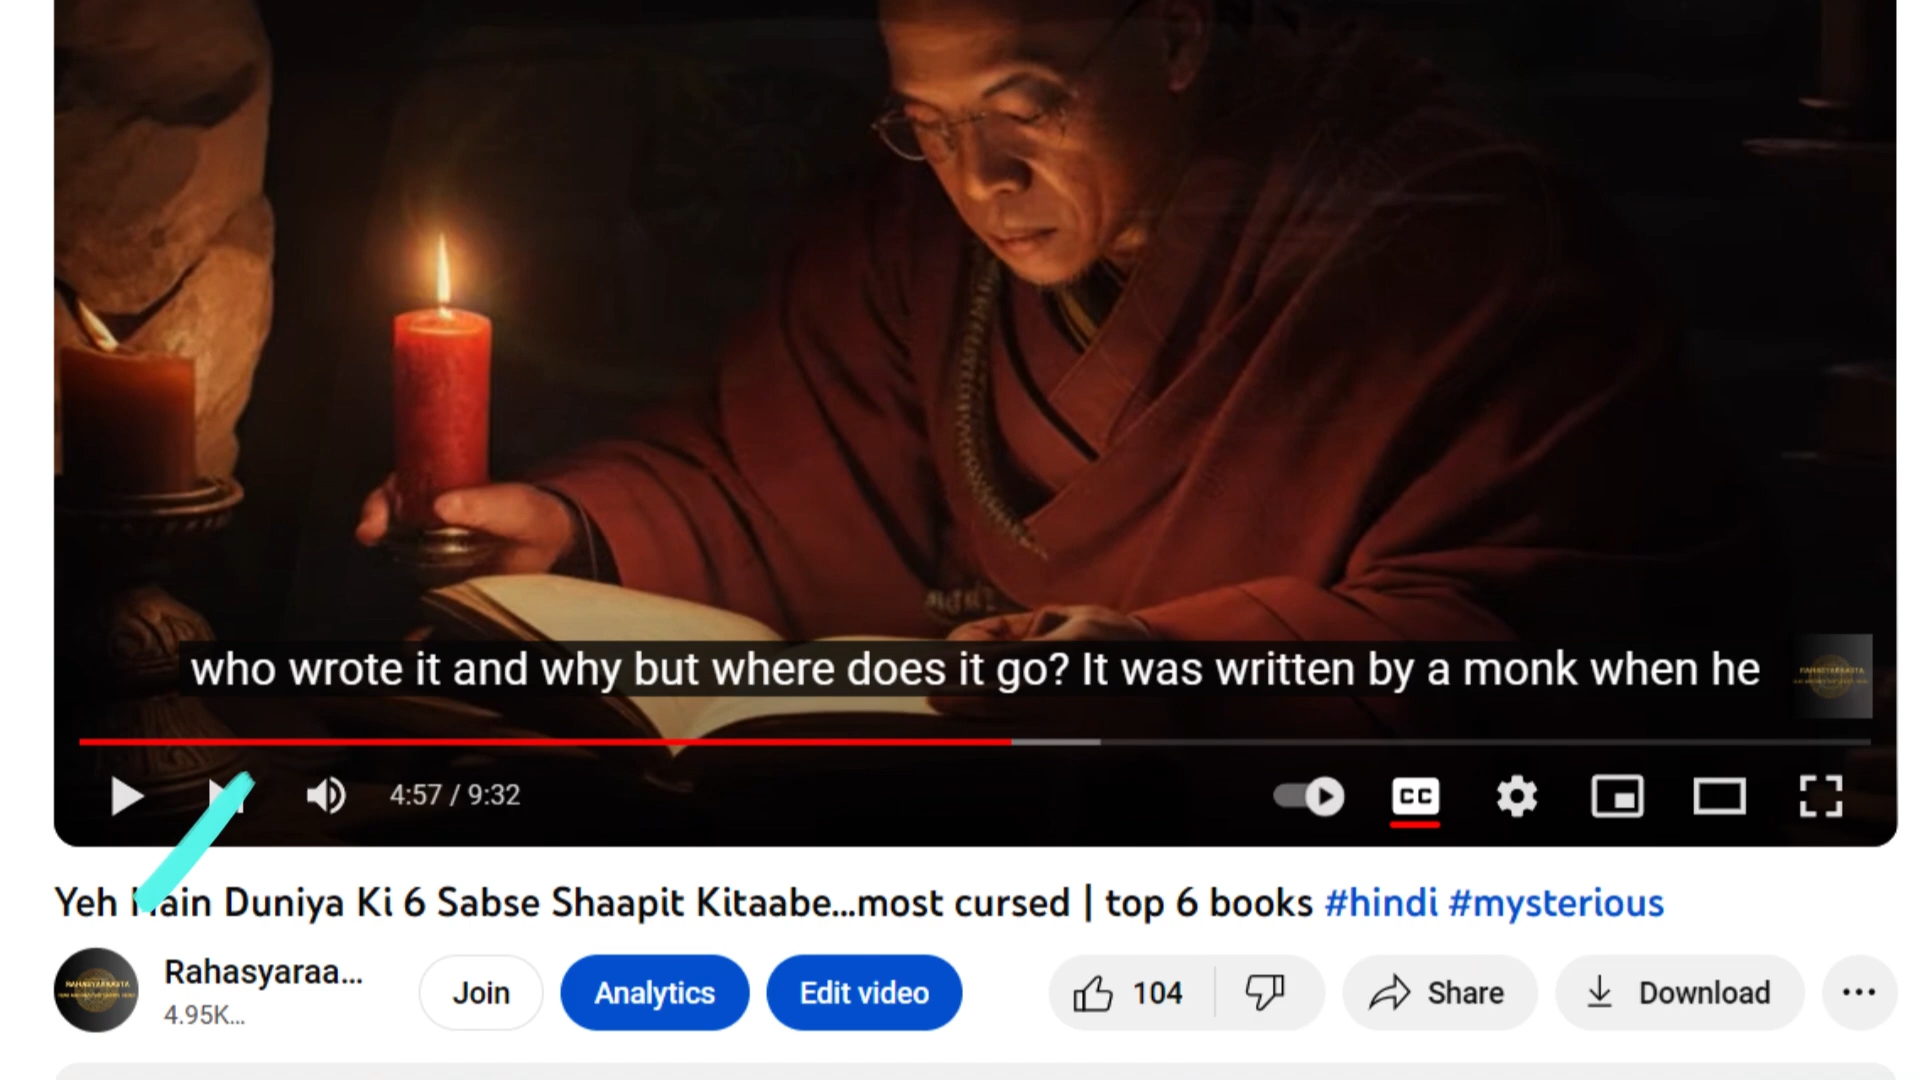 who wrote it and why but where does it go? It was written by a monk when he
4:57 / 9:32
CC
Yeh Duniya Ki 6 Sabse Shaapit Kitaabe...most cursed | top 6 books #hindi #mysterious
Rahasyaraa...
4.95K...
Join
Analytics
Edit video
104
Share
Download